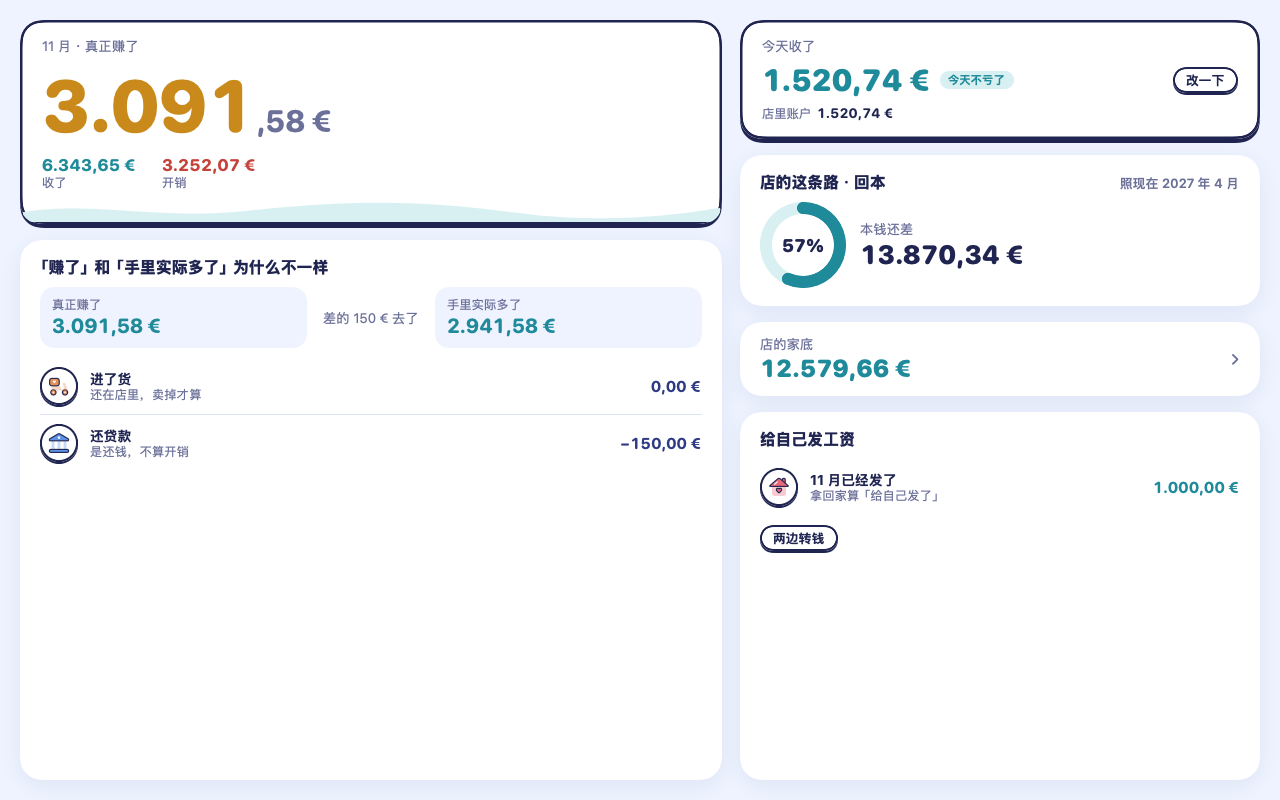 11 月 · 真正赚了
3.091,58 €
6.343,65 €
收了
3.252,07 €
开销
「赚了」和「手里实际多了」为什么不一样
真正赚了
3.091,58 €
差的 150 € 去了
手里实际多了
2.941,58 €
进了货
还在店里，卖掉才算
0,00 €
还贷款
是还钱，不算开销
−150,00 €
今天收了
1.520,74 €
今天不亏了
改一下
店里账户 1.520,74 €
店的这条路 · 回本
照现在 2027 年 4 月
57%
本钱还差
13.870,34 €
店的家底
12.579,66 €
给自己发工资
11 月已经发了
拿回家算「给自己发了」
1.000,00 €
两边转钱